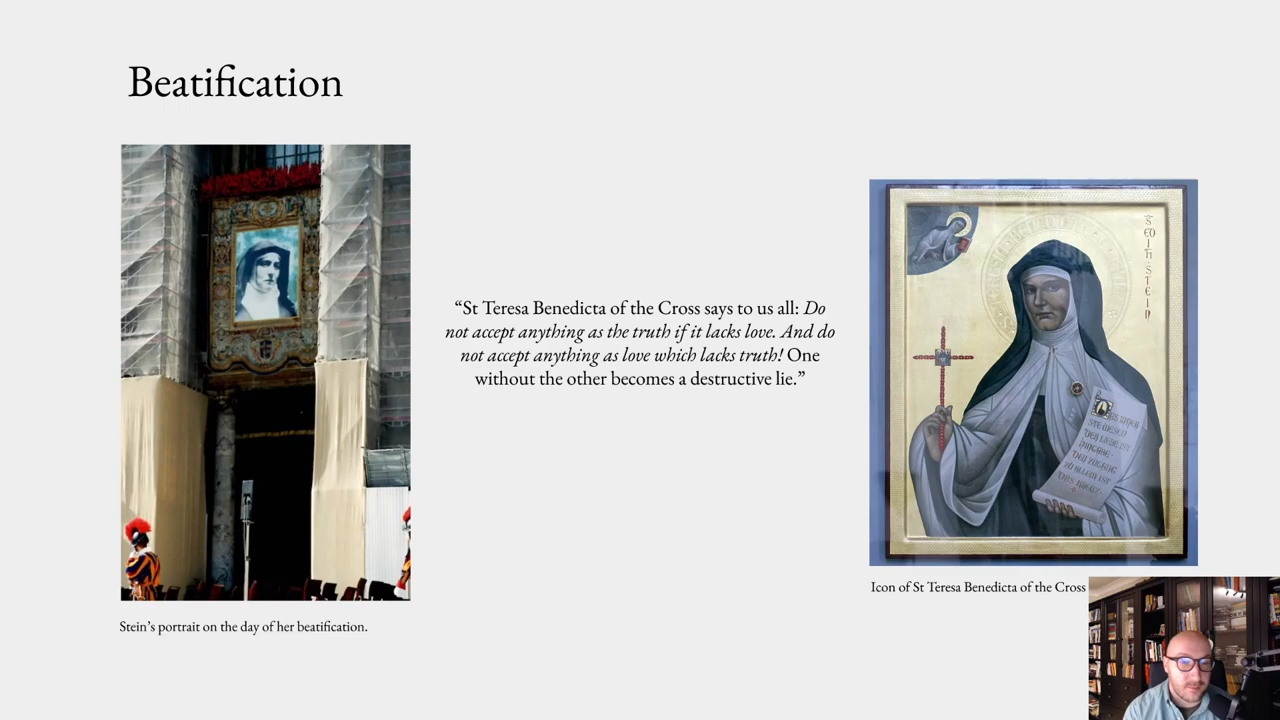 Beatification
“St Teresa Benedicta of the Cross says to us all: Do
not accept anything as the truth if it lacks love. And do
not accept anything as love which lacks truth! One
without the other becomes a destructive lie.”
Icon of St Teresa Benedicta of the Cross
Stein’s portrait on the day of her beatification.